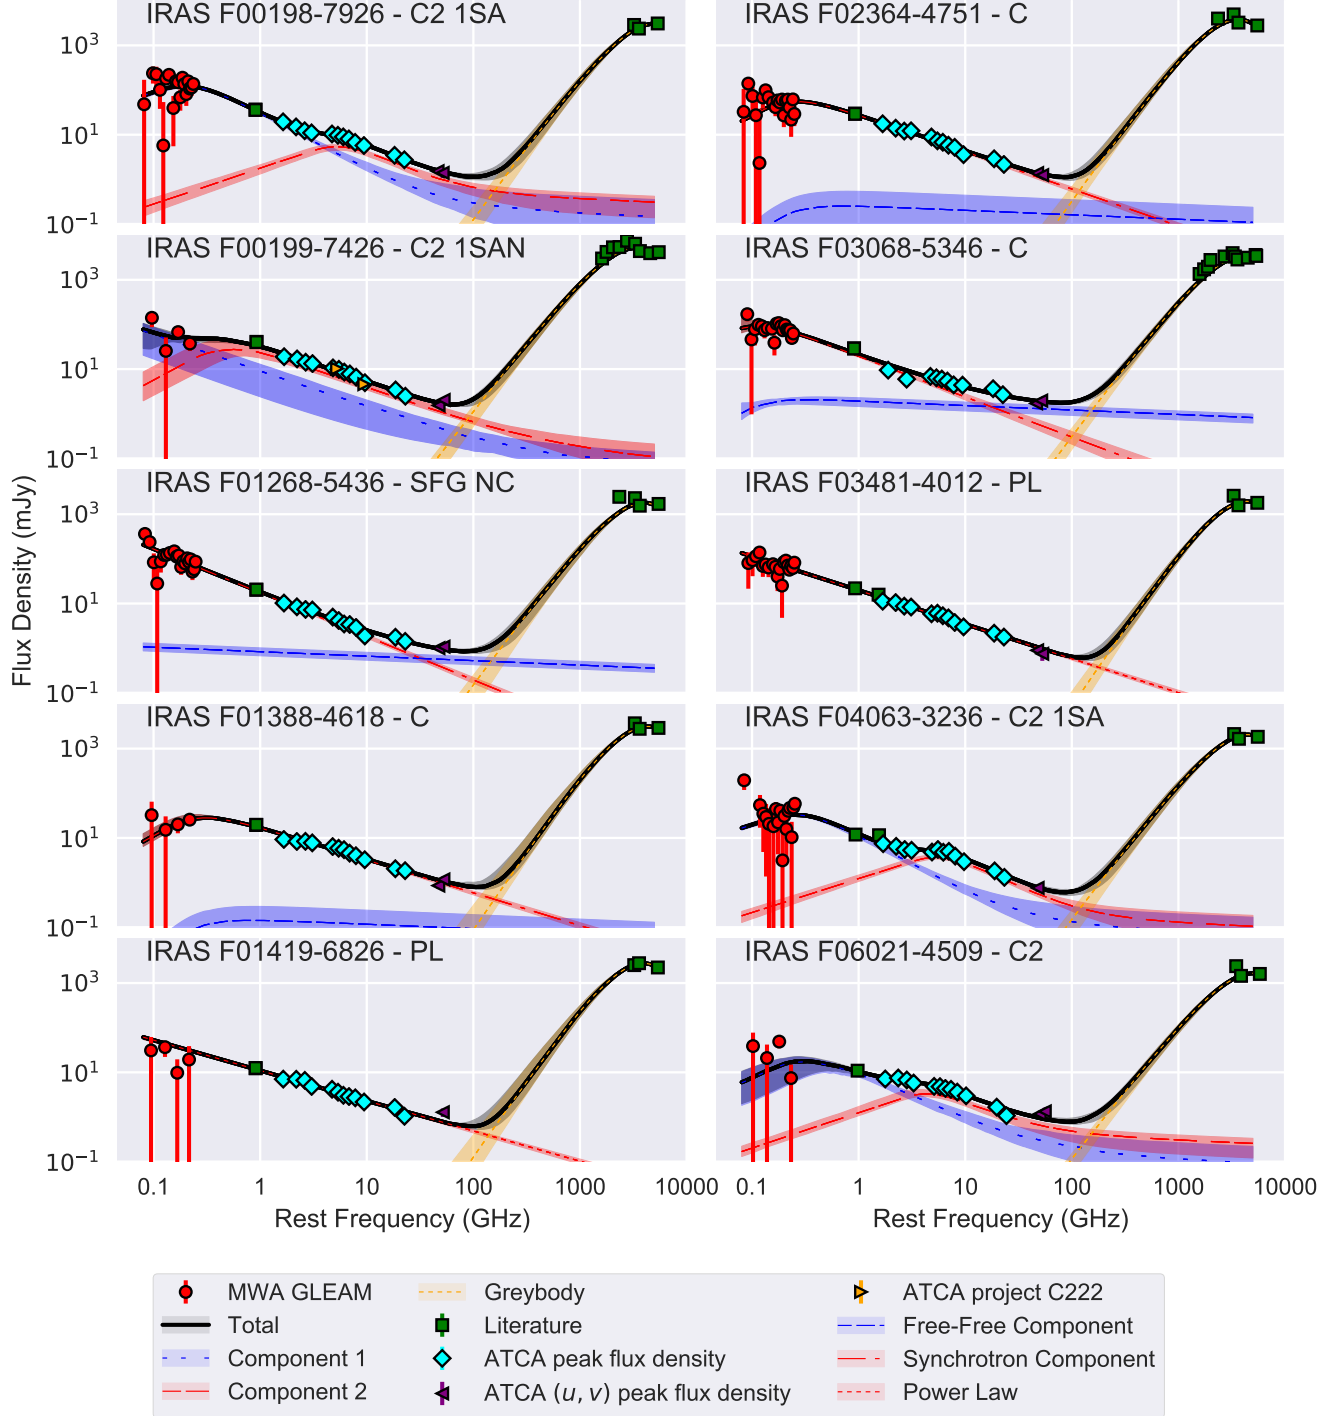 IRAS F00198-7926 - C2 1SA
IRAS F02364-4751 - C
10³
10¹
10⁻¹
IRAS F00199-7426 - C2 1SAN
IRAS F03068-5346 - C
10³
10¹
10⁻¹
IRAS F01268-5436 - SFG NC
IRAS F03481-4012 - PL
10³
10¹
10⁻¹
Flux Density (mJy)
IRAS F01388-4618 - C
IRAS F04063-3236 - C2 1SA
10³
10¹
10⁻¹
IRAS F01419-6826 - PL
IRAS F06021-4509 - C2
10³
10¹
10⁻¹
0.1 1 10 100 1000 10000 0.1 1 10 100 1000 10000
Rest Frequency (GHz) Rest Frequency (GHz)
MWA GLEAM
Total
Component 1
Component 2
Greybody
Literature
ATCA peak flux density
ATCA (u, v) peak flux density
ATCA project C222
Free-Free Component
Synchrotron Component
Power Law